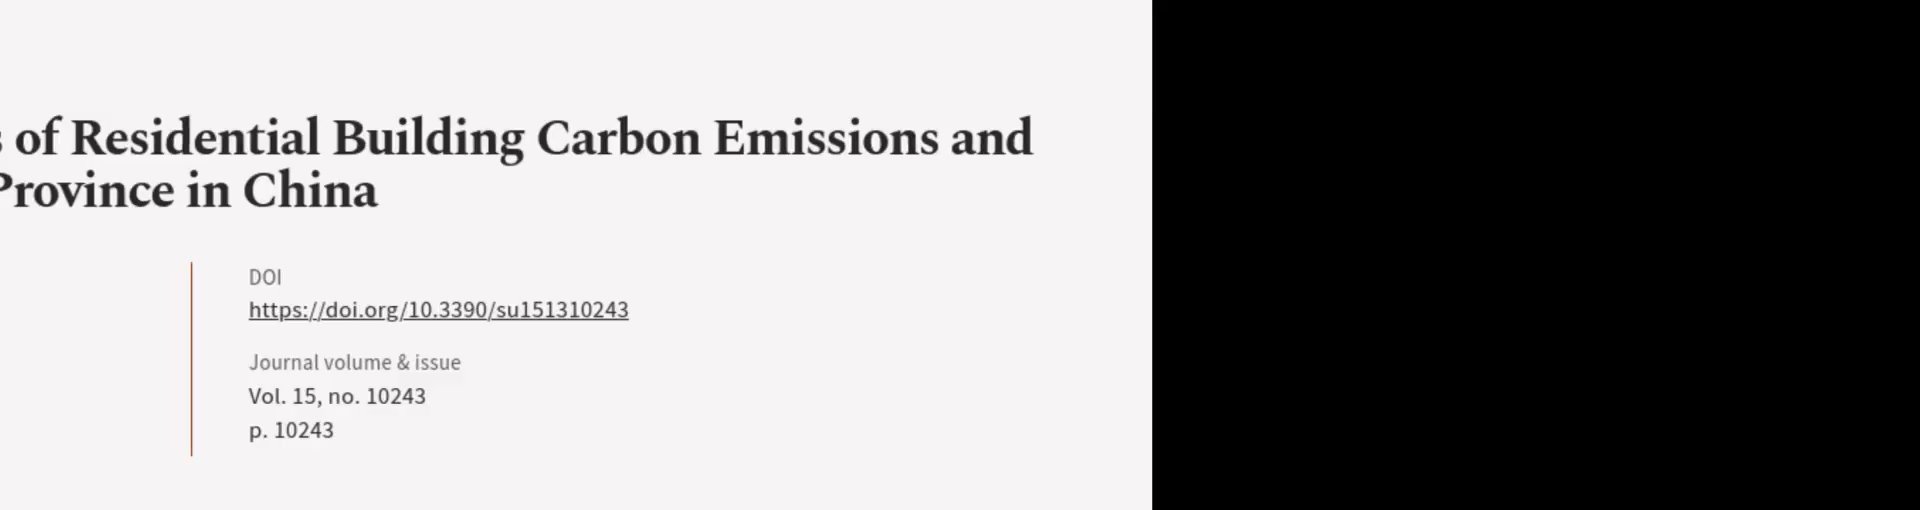 of Residential Building Carbon Emissions and
Province in China
DOI
https://doi.org/10.3390/su151310243
Journal volume & issue
Vol. 15, no. 10243
p. 10243